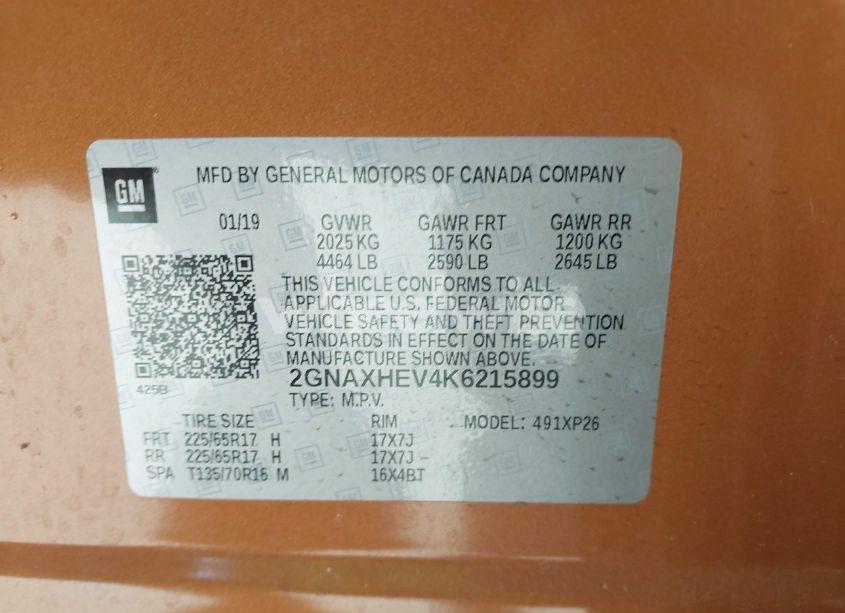 GM
MFD BY GENERAL MOTORS OF CANADA COMPANY
01/19 GVWR GAWR FRT GAWR RR
2025 KG 1175 KG 1200 KG
4464 LB 2590 LB 2645 LB
THIS VEHICLE CONFORMS TO ALL
APPLICABLE U.S. FEDERAL MOTOR
VEHICLE SAFETY AND THEFT PREVENTION
STANDARDS IN EFFECT ON THE DATE OF
MANUFACTURE SHOWN ABOVE.
425B
2GNAXHEV4K6215899
TYPE: M.P.V.
TIRE SIZE RIM MODEL: 491XP26
FRT 225/65R17 H 17X7J
RR 225/65R17 H 17X7J
SPA T135/70R16 M 16X4BT